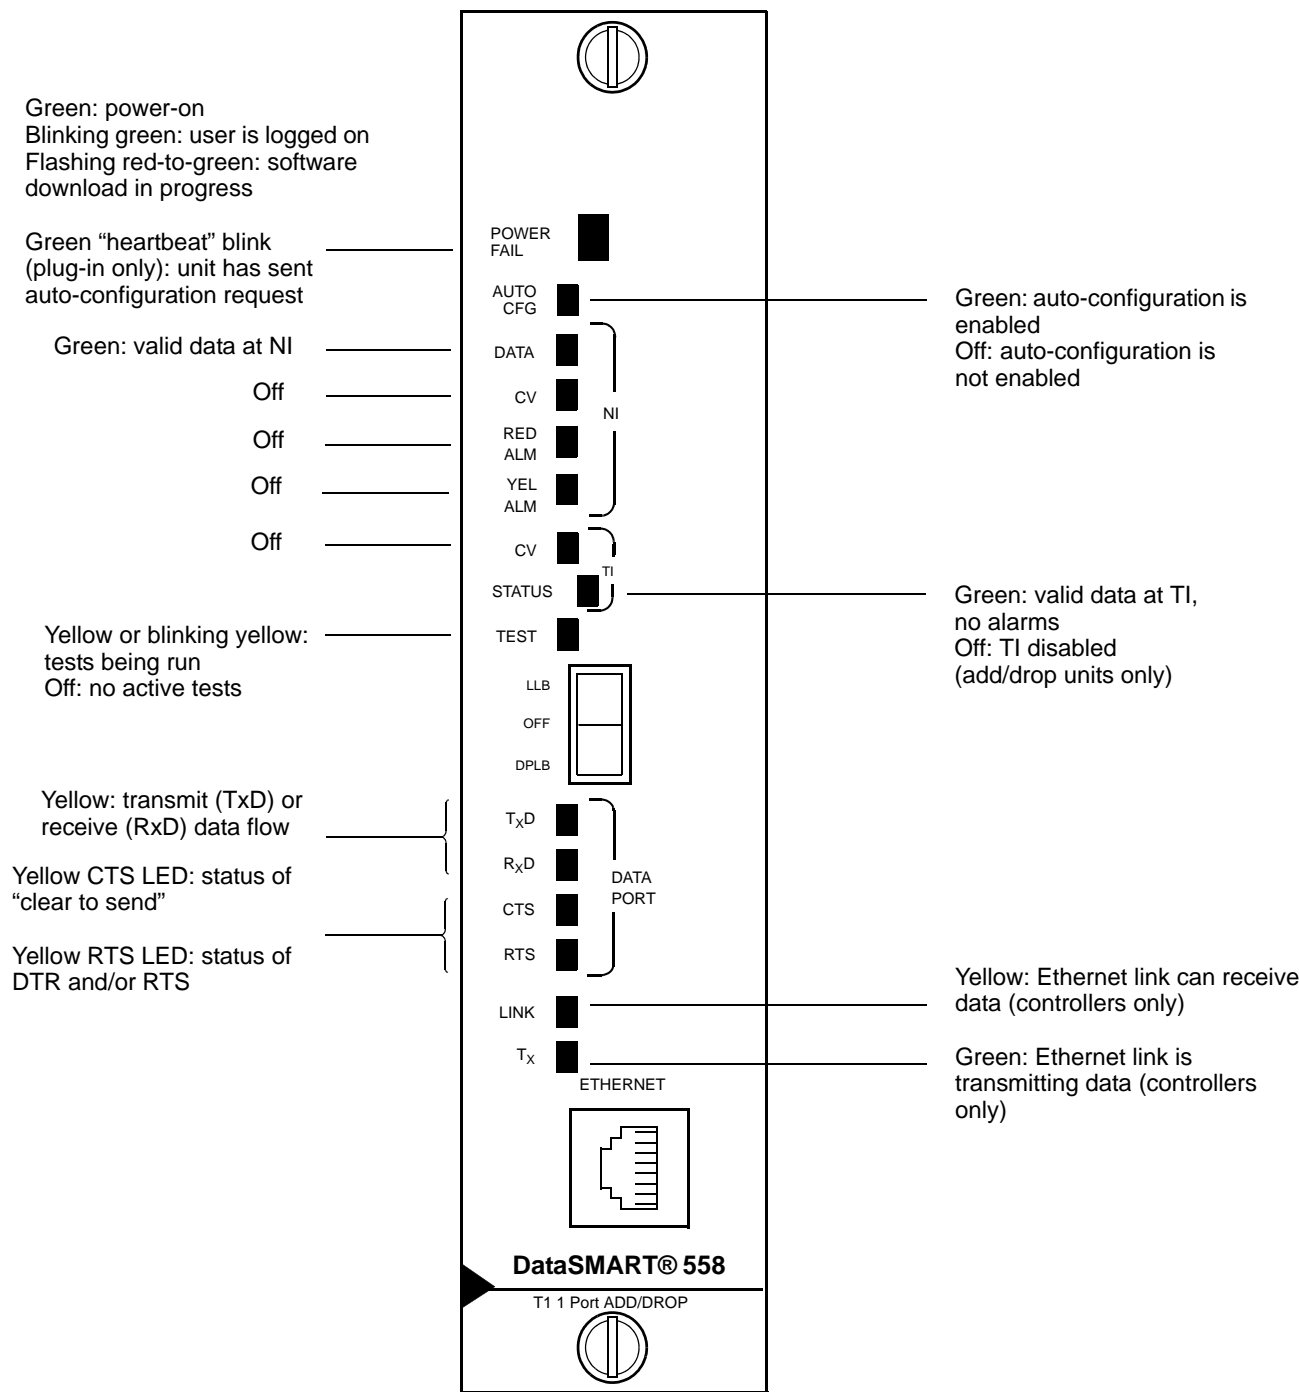 Green: power-on
Blinking green: user is logged on
Flashing red-to-green: software
download in progress
Green “heartbeat” blink
(plug-in only): unit has sent
auto-configuration request
Green: valid data at NI
Off
Off
Off
Off
Yellow or blinking yellow:
tests being run
Off: no active tests
Yellow: transmit (TxD) or
receive (RxD) data flow
Yellow CTS LED: status of
“clear to send”
Yellow RTS LED: status of
DTR and/or RTS
POWER
FAIL
AUTO
CFG
DATA
CV
RED
ALM
YEL
ALM
NI
CV
TI
STATUS
TEST
LLB
OFF
DPLB
TXD
RXD
CTS
RTS
DATA
PORT
LINK
TX
ETHERNET
DataSMART® 558
T1 1 Port ADD/DROP
Green: auto-configuration is
enabled
Off: auto-configuration is
not enabled
Green: valid data at TI,
no alarms
Off: TI disabled
(add/drop units only)
Yellow: Ethernet link can receive
data (controllers only)
Green: Ethernet link is
transmitting data (controllers
only)